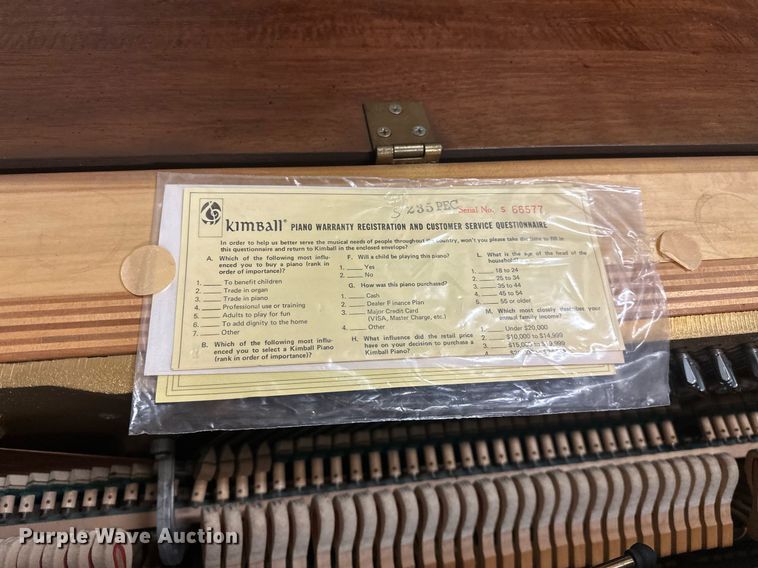 S 235 PEC Serial No. S 66577
KIMBALL® PIANO WARRANTY REGISTRATION AND CUSTOMER SERVICE QUESTIONNAIRE
In order to help us better serve the musical needs of people throughout the country, won't you please take the time to fill in
this questionnaire and return to Kimball in the enclosed envelope?
A. Which of the following most influ-
enced you to buy a piano (rank in
order of importance)?
1. ____ To benefit children
2. ____ Trade in organ
3. ____ Trade in piano
4. ____ Professional use or training
5. ____ Adults to play for fun
6. ____ To add dignity to the home
7. ____ Other
B. Which of the following most influ-
enced you to select a Kimball Piano
(rank in order of importance)?
F. Will a child be playing this piano?
1. ____ Yes
2. ____ No
G. How was this piano purchased?
1. ____ Cash
2. ____ Dealer Finance Plan
3. ____ Major Credit Card
(VISA, Master Charge, etc.)
4. ____ Other
H. What influence did the retail price
have on your decision to purchase a
Kimball Piano?
L. What is the age of the head of the
household?
1. ____ 18 to 24
2. ____ 25 to 34
3. ____ 35 to 44
4. ____ 45 to 54
5. ____ 55 or older
M. Which most closely describes your
annual family income?
1. ____ Under $20,000
2. ____ $10,000 to $14,999
3. ____ $15,000 to $19,999
4.
Purple Wave Auction